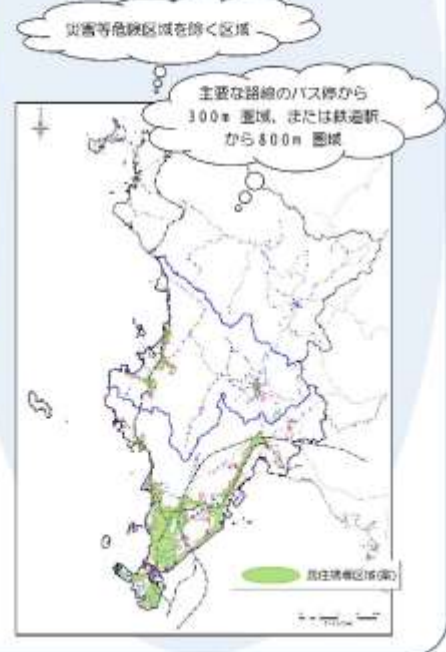 災害等危険区域を除く区域
主要な路線のバス停から
300m 圏域、または鉄道駅
から800m 圏域
居住誘導区域(案)